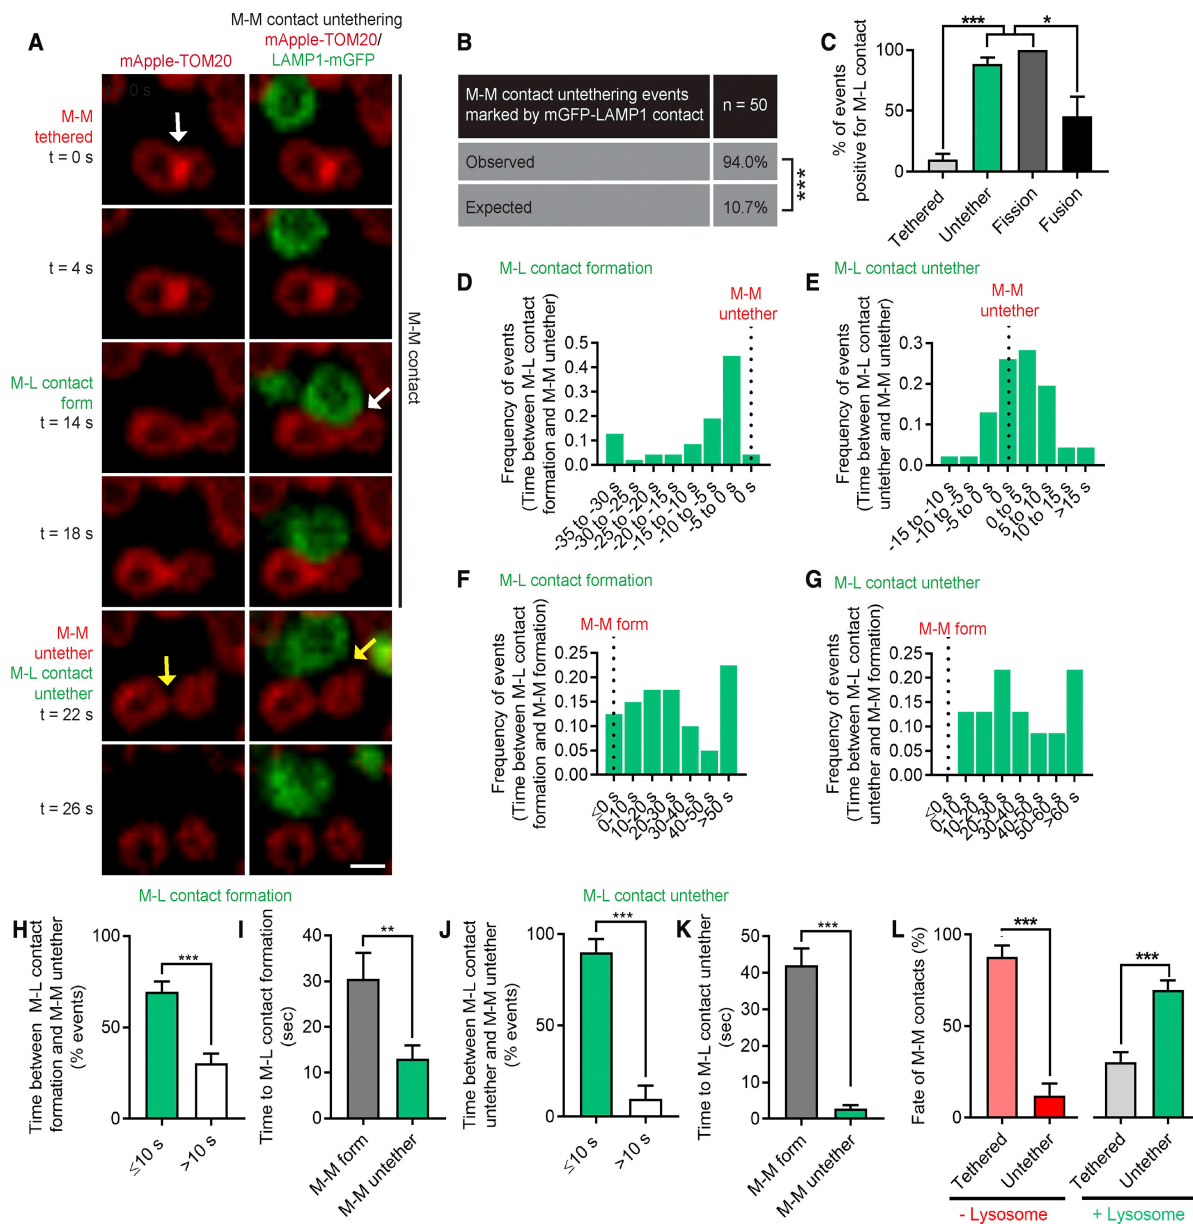 A
M-M contact untethering
mApple-TOM20
mApple-TOM20/
LAMP1-mGFP
t = 0 s
M-M
tethered
t = 0 s
t = 4 s
M-L contact
form
t = 14 s
t = 18 s
M-M
untether
M-L contact
untether
t = 22 s
t = 26 s
M-M contact
B
M-M contact untethering events
marked by mGFP-LAMP1 contact
n = 50
Observed
94.0%
Expected
10.7%
***
C
% of events
positive for M-L contact
100
50
0
***
*
Tethered
Untether
Fission
Fusion
D
M-L contact formation
M-M
untether
Frequency of events
(Time between M-L contact
formation and M-M untether)
0.5
0.4
0.3
0.2
0.1
0.0
-35 to -30 s
-30 to -25 s
-25 to -20 s
-20 to -15 s
-15 to -10 s
-10 to -5 s
-5 to 0 s
0 s
E
M-L contact untether
M-M
untether
Frequency of events
(Time between M-L contact
untether and M-M untether)
0.3
0.2
0.1
0.0
-15 to -10 s
-10 to -5 s
-5 to 0 s
0 s
0 to 5 s
5 to 10 s
10 to 15 s
>15 s
F
M-L contact formation
M-M form
Frequency of events
(Time between M-L contact
formation and M-M formation)
0.25
0.20
0.15
0.10
0.05
0.00
≤0 s
0-10 s
10-20 s
20-30 s
30-40 s
40-50 s
>50 s
G
M-L contact untether
M-M form
Frequency of events
(Time between M-L contact
untether and M-M formation)
0.25
0.20
0.15
0.10
0.05
0.00
≤0 s
0-10 s
10-20 s
20-30 s
30-40 s
40-50 s
50-60 s
>60 s
M-L contact formation
H
Time between M-L contact
formation and M-M untether
(% events)
100
50
0
***
≤10 s
>10 s
I
Time to M-L contact formation
(sec)
40
30
20
10
0
**
M-M form
M-M untether
M-L contact untether
J
Time between M-L contact
untether and M-M untether
(% events)
100
50
0
***
≤10 s
>10 s
K
Time to M-L contact untether
(sec)
50
40
30
20
10
0
***
M-M form
M-M untether
L
Fate of M-M contacts (%)
100
50
0
***
***
Tethered
Untether
Tethered
Untether
- Lysosome
+ Lysosome